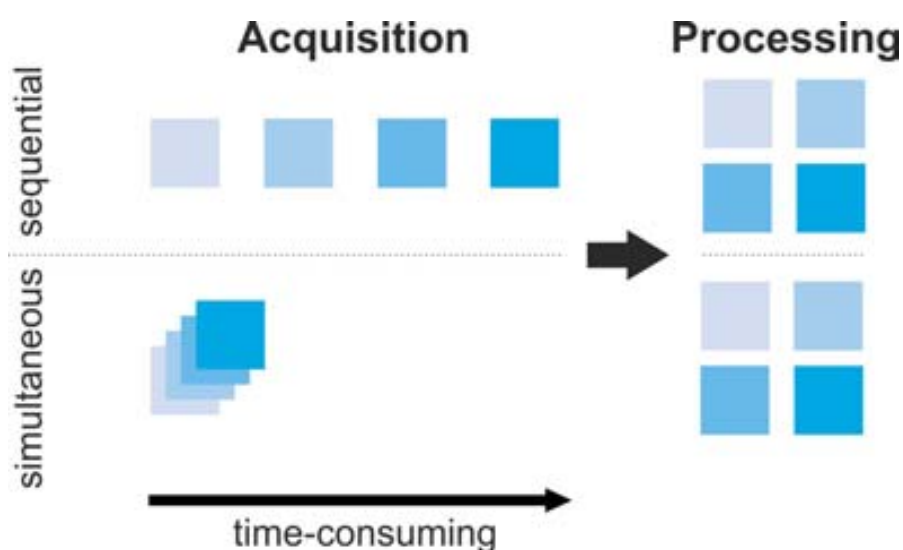 Acquisition
Processing
sequential
simultaneous
time-consuming